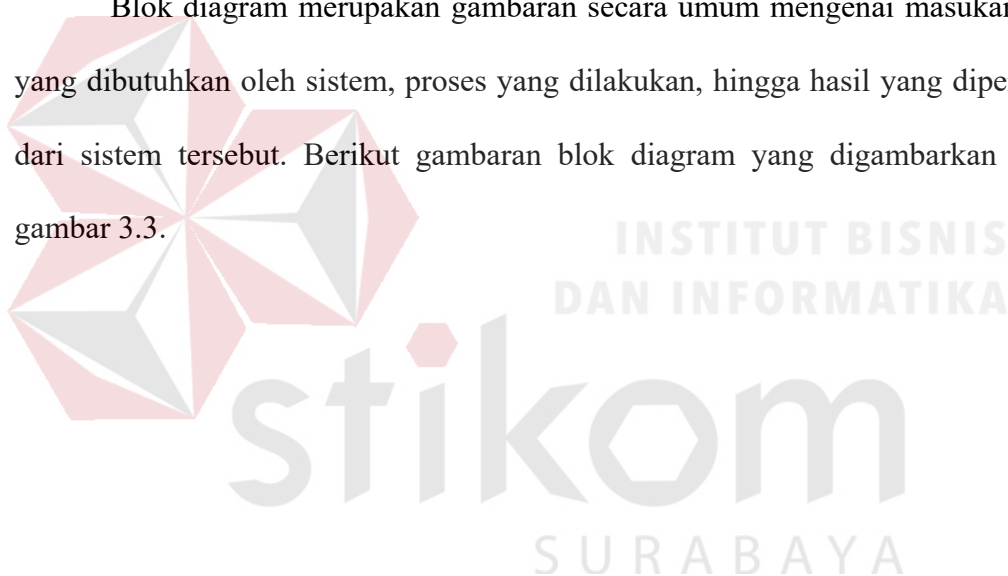 Blok diagram merupakan gambaran secara umum mengenai masukan
yang dibutuhkan oleh sistem, proses yang dilakukan, hingga hasil yang dipe
dari sistem tersebut. Berikut gambaran blok diagram yang digambarkan
gambar 3.3.
INSTITUT BISNIS
DAN INFORMATIKA
stikom
SURABAYA